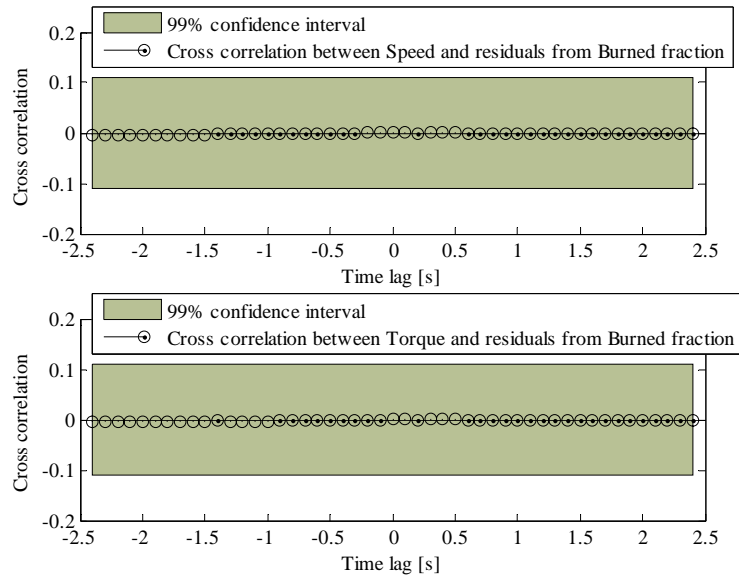 99% confidence interval
Cross correlation between Speed and residuals from Burned fraction
0.2
0.1
0
-0.1
-0.2
Cross correlation
-2.5 -2 -1.5 -1 -0.5 0 0.5 1 1.5 2 2.5
Time lag [s]
99% confidence interval
Cross correlation between Torque and residuals from Burned fraction
0.2
0.1
0
-0.1
-0.2
Cross correlation
-2.5 -2 -1.5 -1 -0.5 0 0.5 1 1.5 2 2.5
Time lag [s]